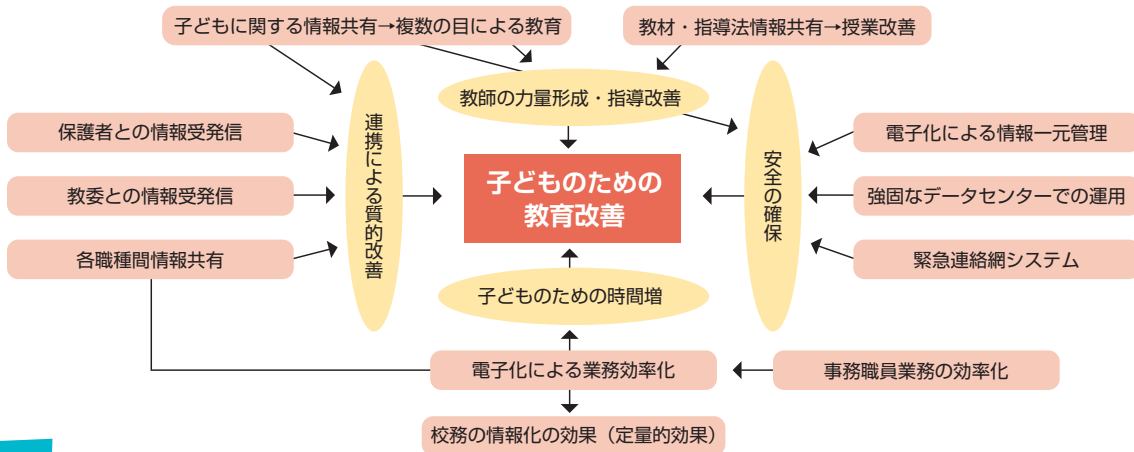 子どもに関する情報共有→複数の目による教育
教材・指導法情報共有→授業改善
教師の力量形成・指導改善
保護者との情報受発信
教委との情報受発信
各職種間情報共有
連携による質的改善
子どものための
教育改善
安全の確保
電子化による情報一元管理
強固なデータセンターでの運用
緊急連絡網システム
子どものための時間増
電子化による業務効率化
事務職員業務の効率化
校務の情報化の効果（定量的効果）